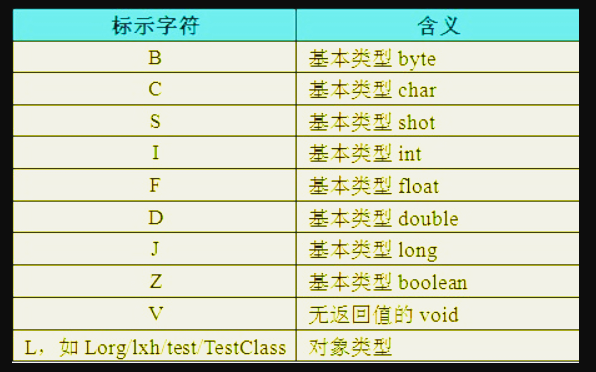 标示字符 含义
B 基本类型 byte
C 基本类型 char
S 基本类型 shot
I 基本类型 int
F 基本类型 float
D 基本类型 double
J 基本类型 long
Z 基本类型 boolean
V 无返回值的 void
L，如 Lorg/lxh/test/TestClass 对象类型